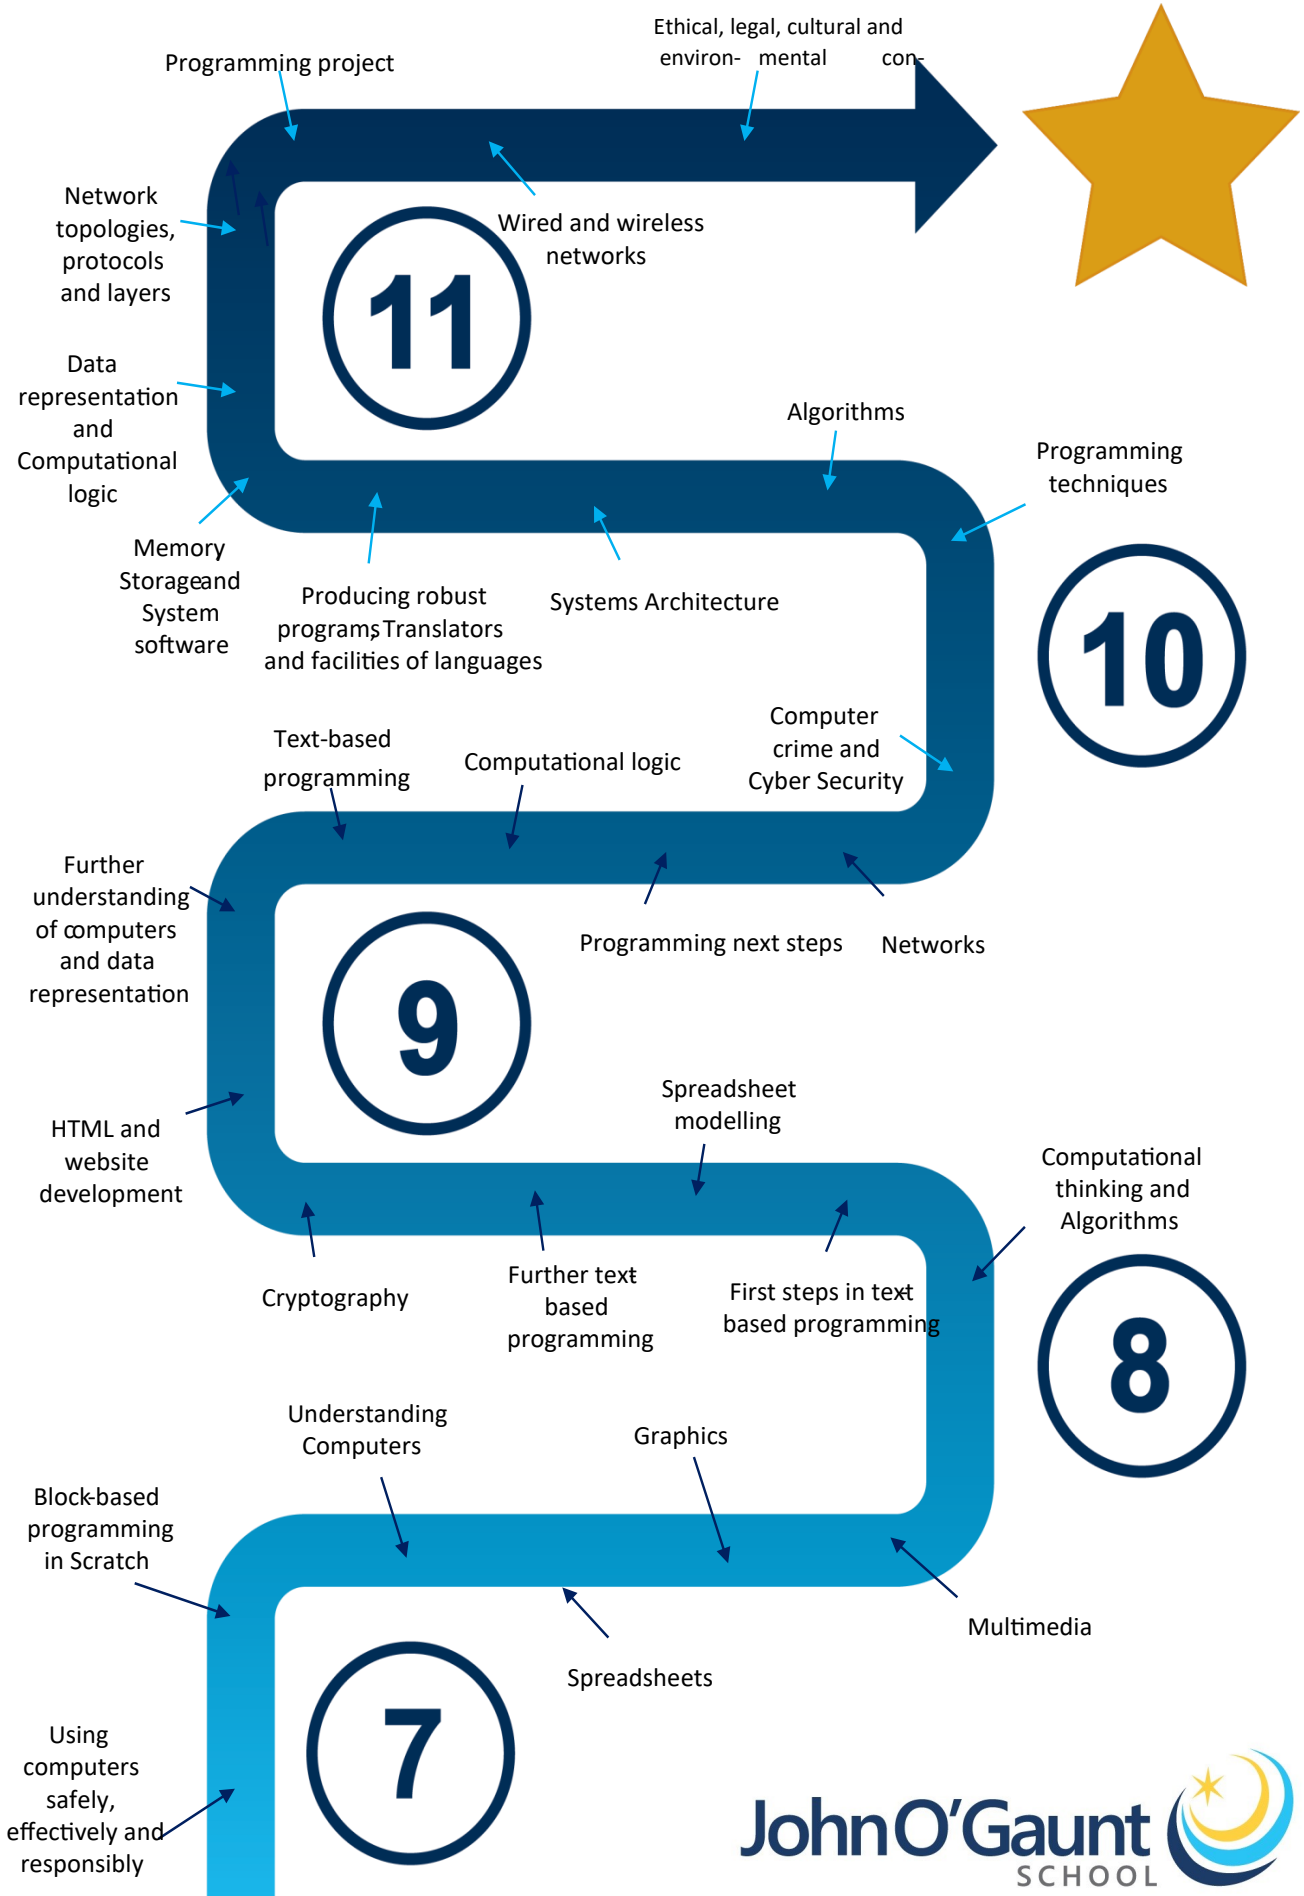 Ethical, legal, cultural and
environ- mental con-
Programming project
Network
topologies,
protocols
and layers
Wired and wireless
networks
11
Data
representation
and
Computational
logic
Algorithms
Programming
techniques
Memory
Storageand
System
software
Producing robust
programs,Translators
and facilities of languages
Systems Architecture
10
Computer
crime and
Cyber Security
Text-based
programming
Computational logic
Further
understanding
of computers
and data
representation
Programming next steps
Networks
9
Spreadsheet
modelling
HTML and
website
development
Computational
thinking and
Algorithms
Cryptography
Further text-
based
programming
First steps in text-
based programming
8
Understanding
Computers
Graphics
Block-based
programming
in Scratch
Multimedia
Spreadsheets
7
Using
computers
safely,
effectively and
responsibly
John O'Gaunt
SCHOOL